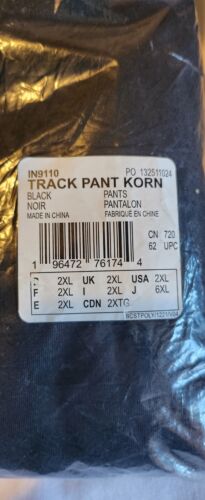 IN9110 PO 132511024
TRACK PANT KORN
BLACK PANTS
NOIR PANTALON
MADE IN CHINA FABRIQUÉ EN CHINE
CN 720
62 UPC
1 96472 76174 4
D 2XL UK 2XL USA 2XL
F 2XL I 2XL J 6XL
E 2XL CDN 2XTG